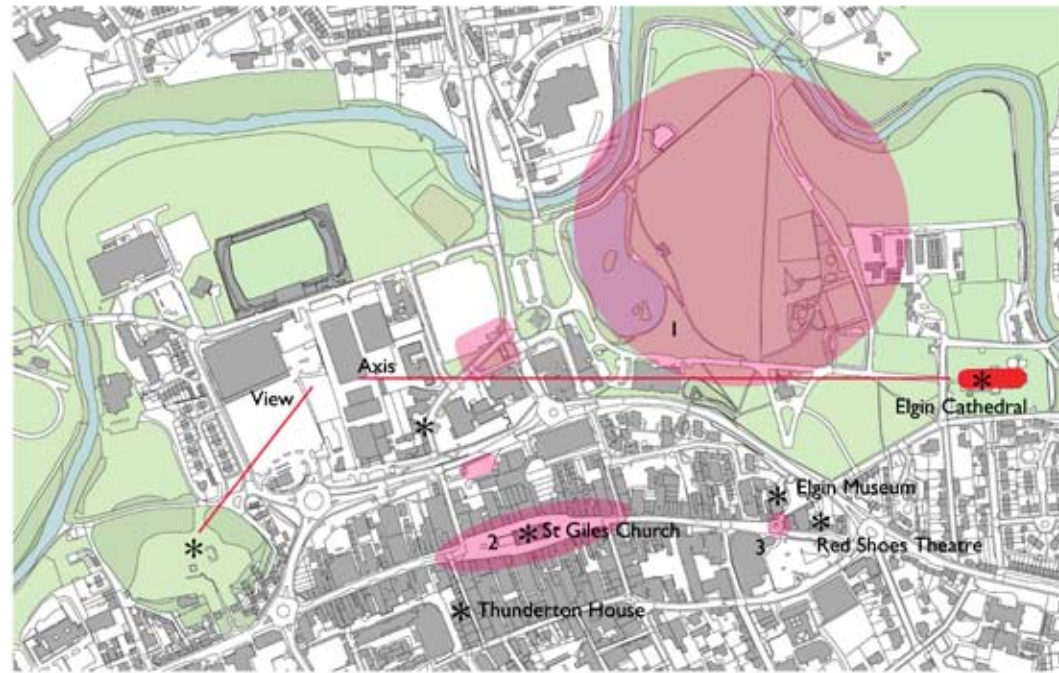 1
Axis
View
Elgin Cathedral
Elgin Museum
2
St Giles Church
3
Red Shoes Theatre
Thunderton House